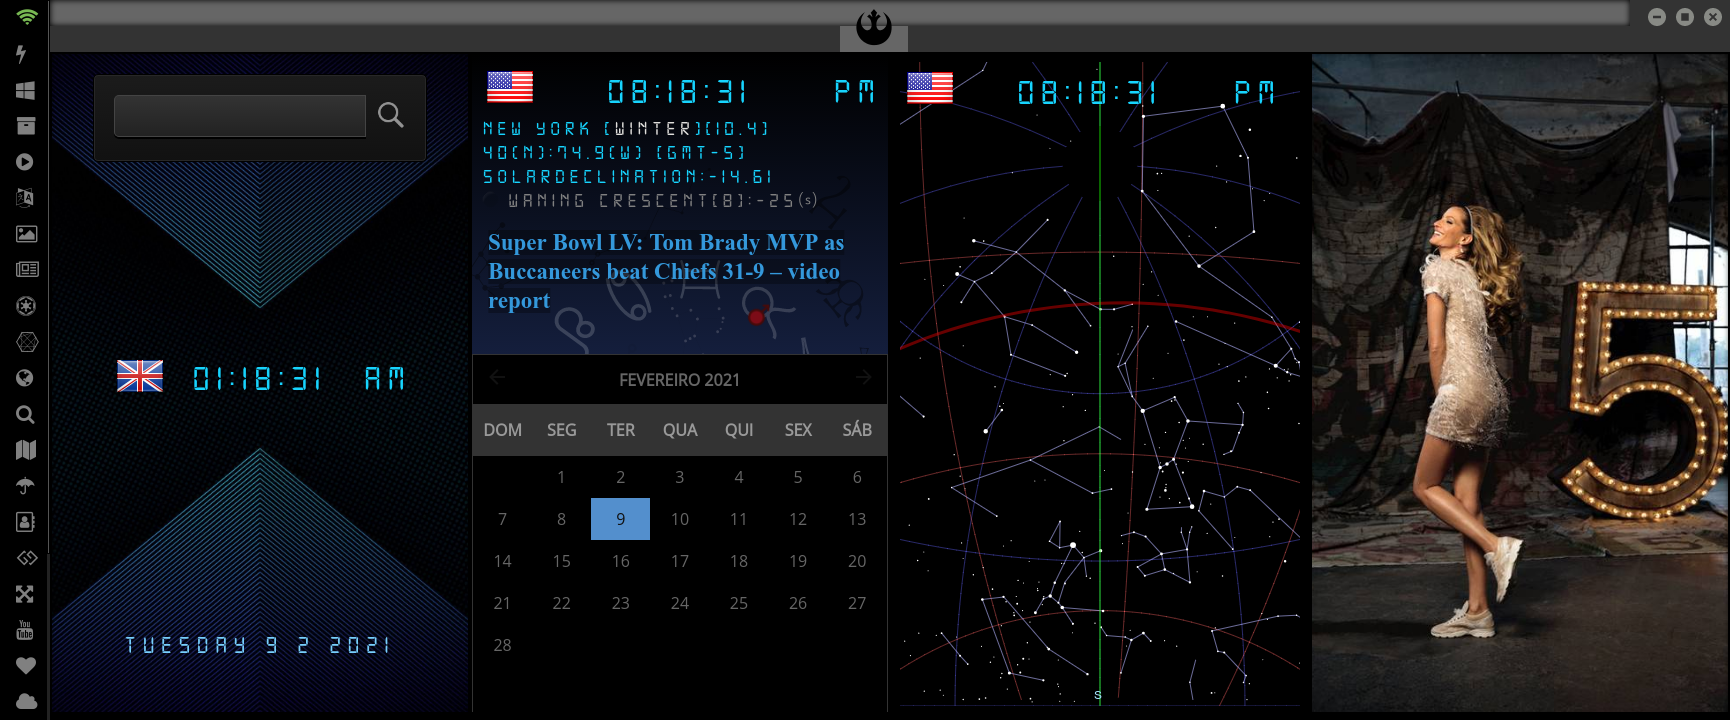 01:18:31 AM
TUESDAY 9 2 2021
08:18:31 PM
NEW YORK [WINTER][10.4]
40(N):74.9(W) [GMT-5]
SOLARDECLINATION:-14.61
WANING CRESCENT[8]:-25(s)
Super Bowl LV: Tom Brady MVP as
Buccaneers beat Chiefs 31-9 – video
report
FEVEREIRO 2021
DOM SEG TER QUA QUI SEX SÁB
1 2 3 4 5 6
7 8 9 10 11 12 13
14 15 16 17 18 19 20
21 22 23 24 25 26 27
28
08:18:31 PM
S
5
You
Tube